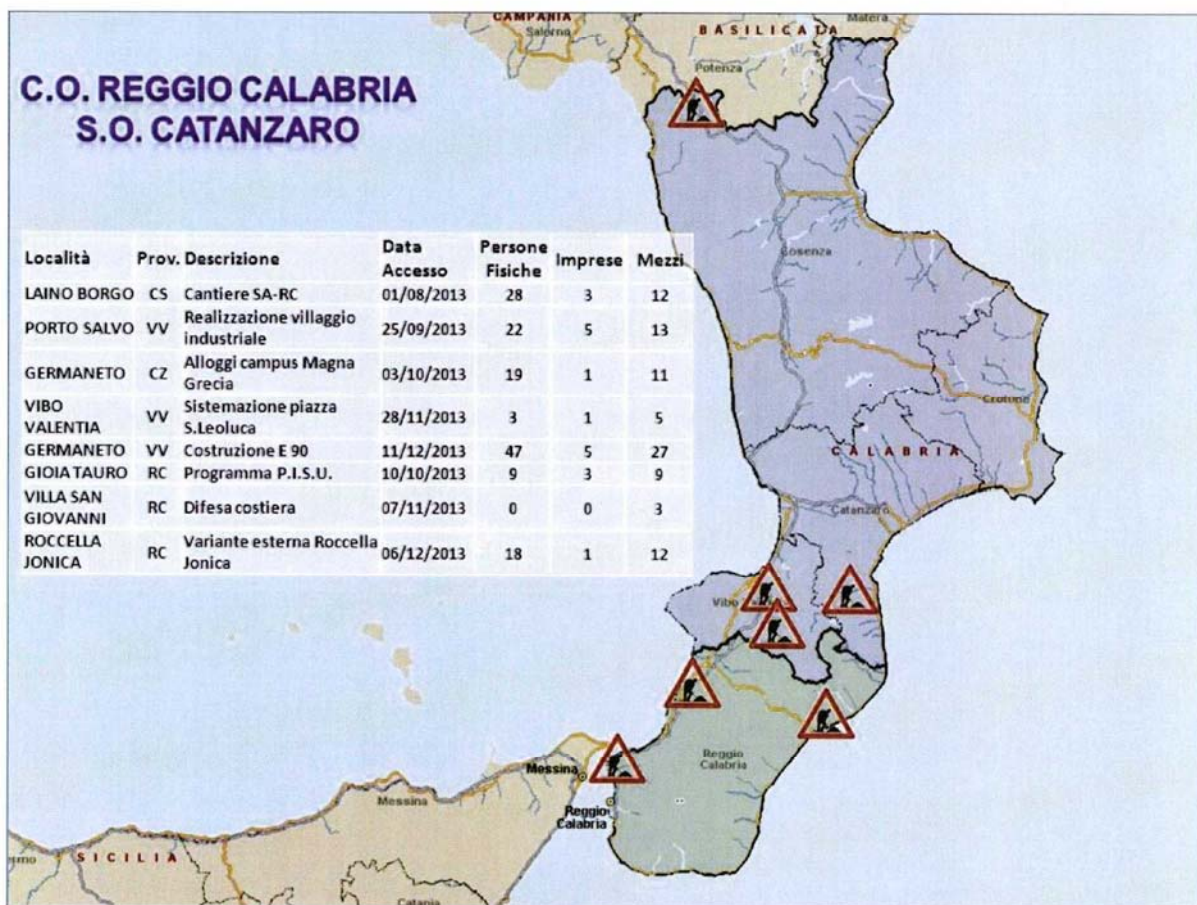 CAMPANIA
Salerno
BASILICATA
Matera
Potenza
C.O. REGGIO CALABRIA
S.O. CATANZARO
Località Prov. Descrizione Data Accesso Persone Fisiche Imprese Mezzi
LAINO BORGO CS Cantiere SA-RC 01/08/2013 28 3 12
PORTO SALVO VV Realizzazione villaggio industriale 25/09/2013 22 5 13
GERMANETO CZ Alloggi campus Magna Grecia 03/10/2013 19 1 11
VIBO VALENTIA VV Sistemazione piazza S.Leoluca 28/11/2013 3 1 5
GERMANETO VV Costruzione E 90 11/12/2013 47 5 27
GIOIA TAURO RC Programma P.I.S.U. 10/10/2013 9 3 9
VILLA SAN GIOVANNI RC Difesa costiera 07/11/2013 0 0 3
ROCCELLA JONICA RC Variante esterna Roccella Jonica 06/12/2013 18 1 12
Cosenza
Crotone
CALABRIA
Catanzaro
Vibo
Reggio
Calabria
Messina
Messina
Reggio
Calabria
SICILIA
Catania